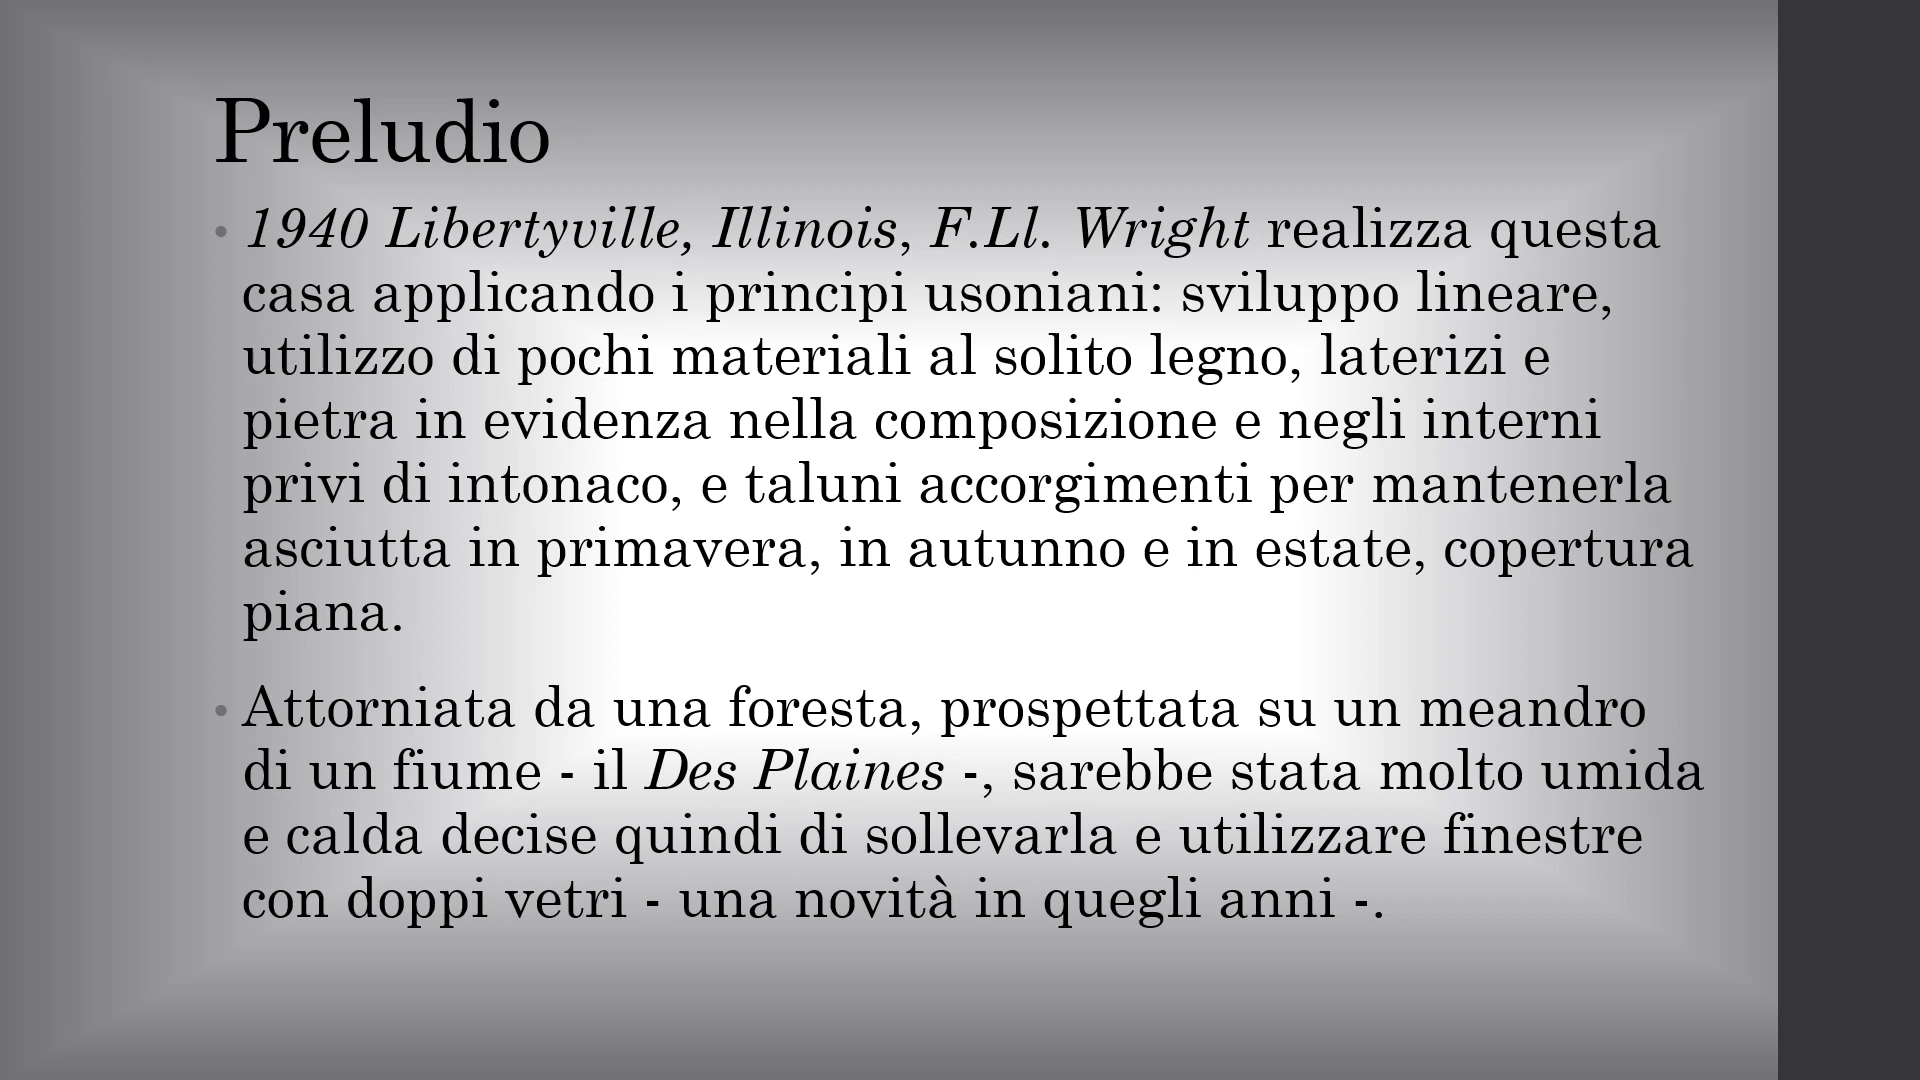 Preludio
• 1940 Libertyville, Illinois, F.Ll. Wright realizza questa
casa applicando i principi usoniani: sviluppo lineare,
utilizzo di pochi materiali al solito legno, laterizi e
pietra in evidenza nella composizione e negli interni
privi di intonaco, e taluni accorgimenti per mantenerla
asciutta in primavera, in autunno e in estate, copertura
piana.
• Attorniata da una foresta, prospettata su un meandro
di un fiume - il Des Plaines -, sarebbe stata molto umida
e calda decise quindi di sollevarla e utilizzare finestre
con doppi vetri - una novità in quegli anni -.